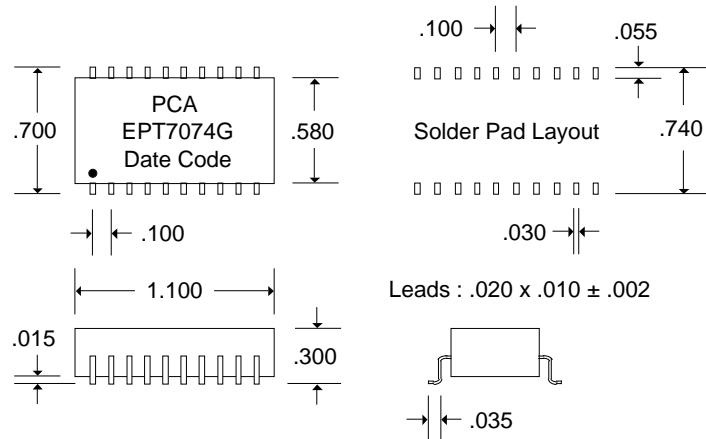 .100
.055
PCA
EPT7074G
Date Code
.700
.580
Solder Pad Layout
.740
.100
.030
1.100
Leads : .020 x .010 ± .002
.015
.300
.035